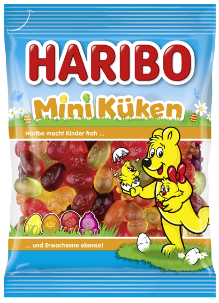 HARIBO
Mini Küken
Haribo macht Kinder froh ...
... und Erwachsene ebenso!